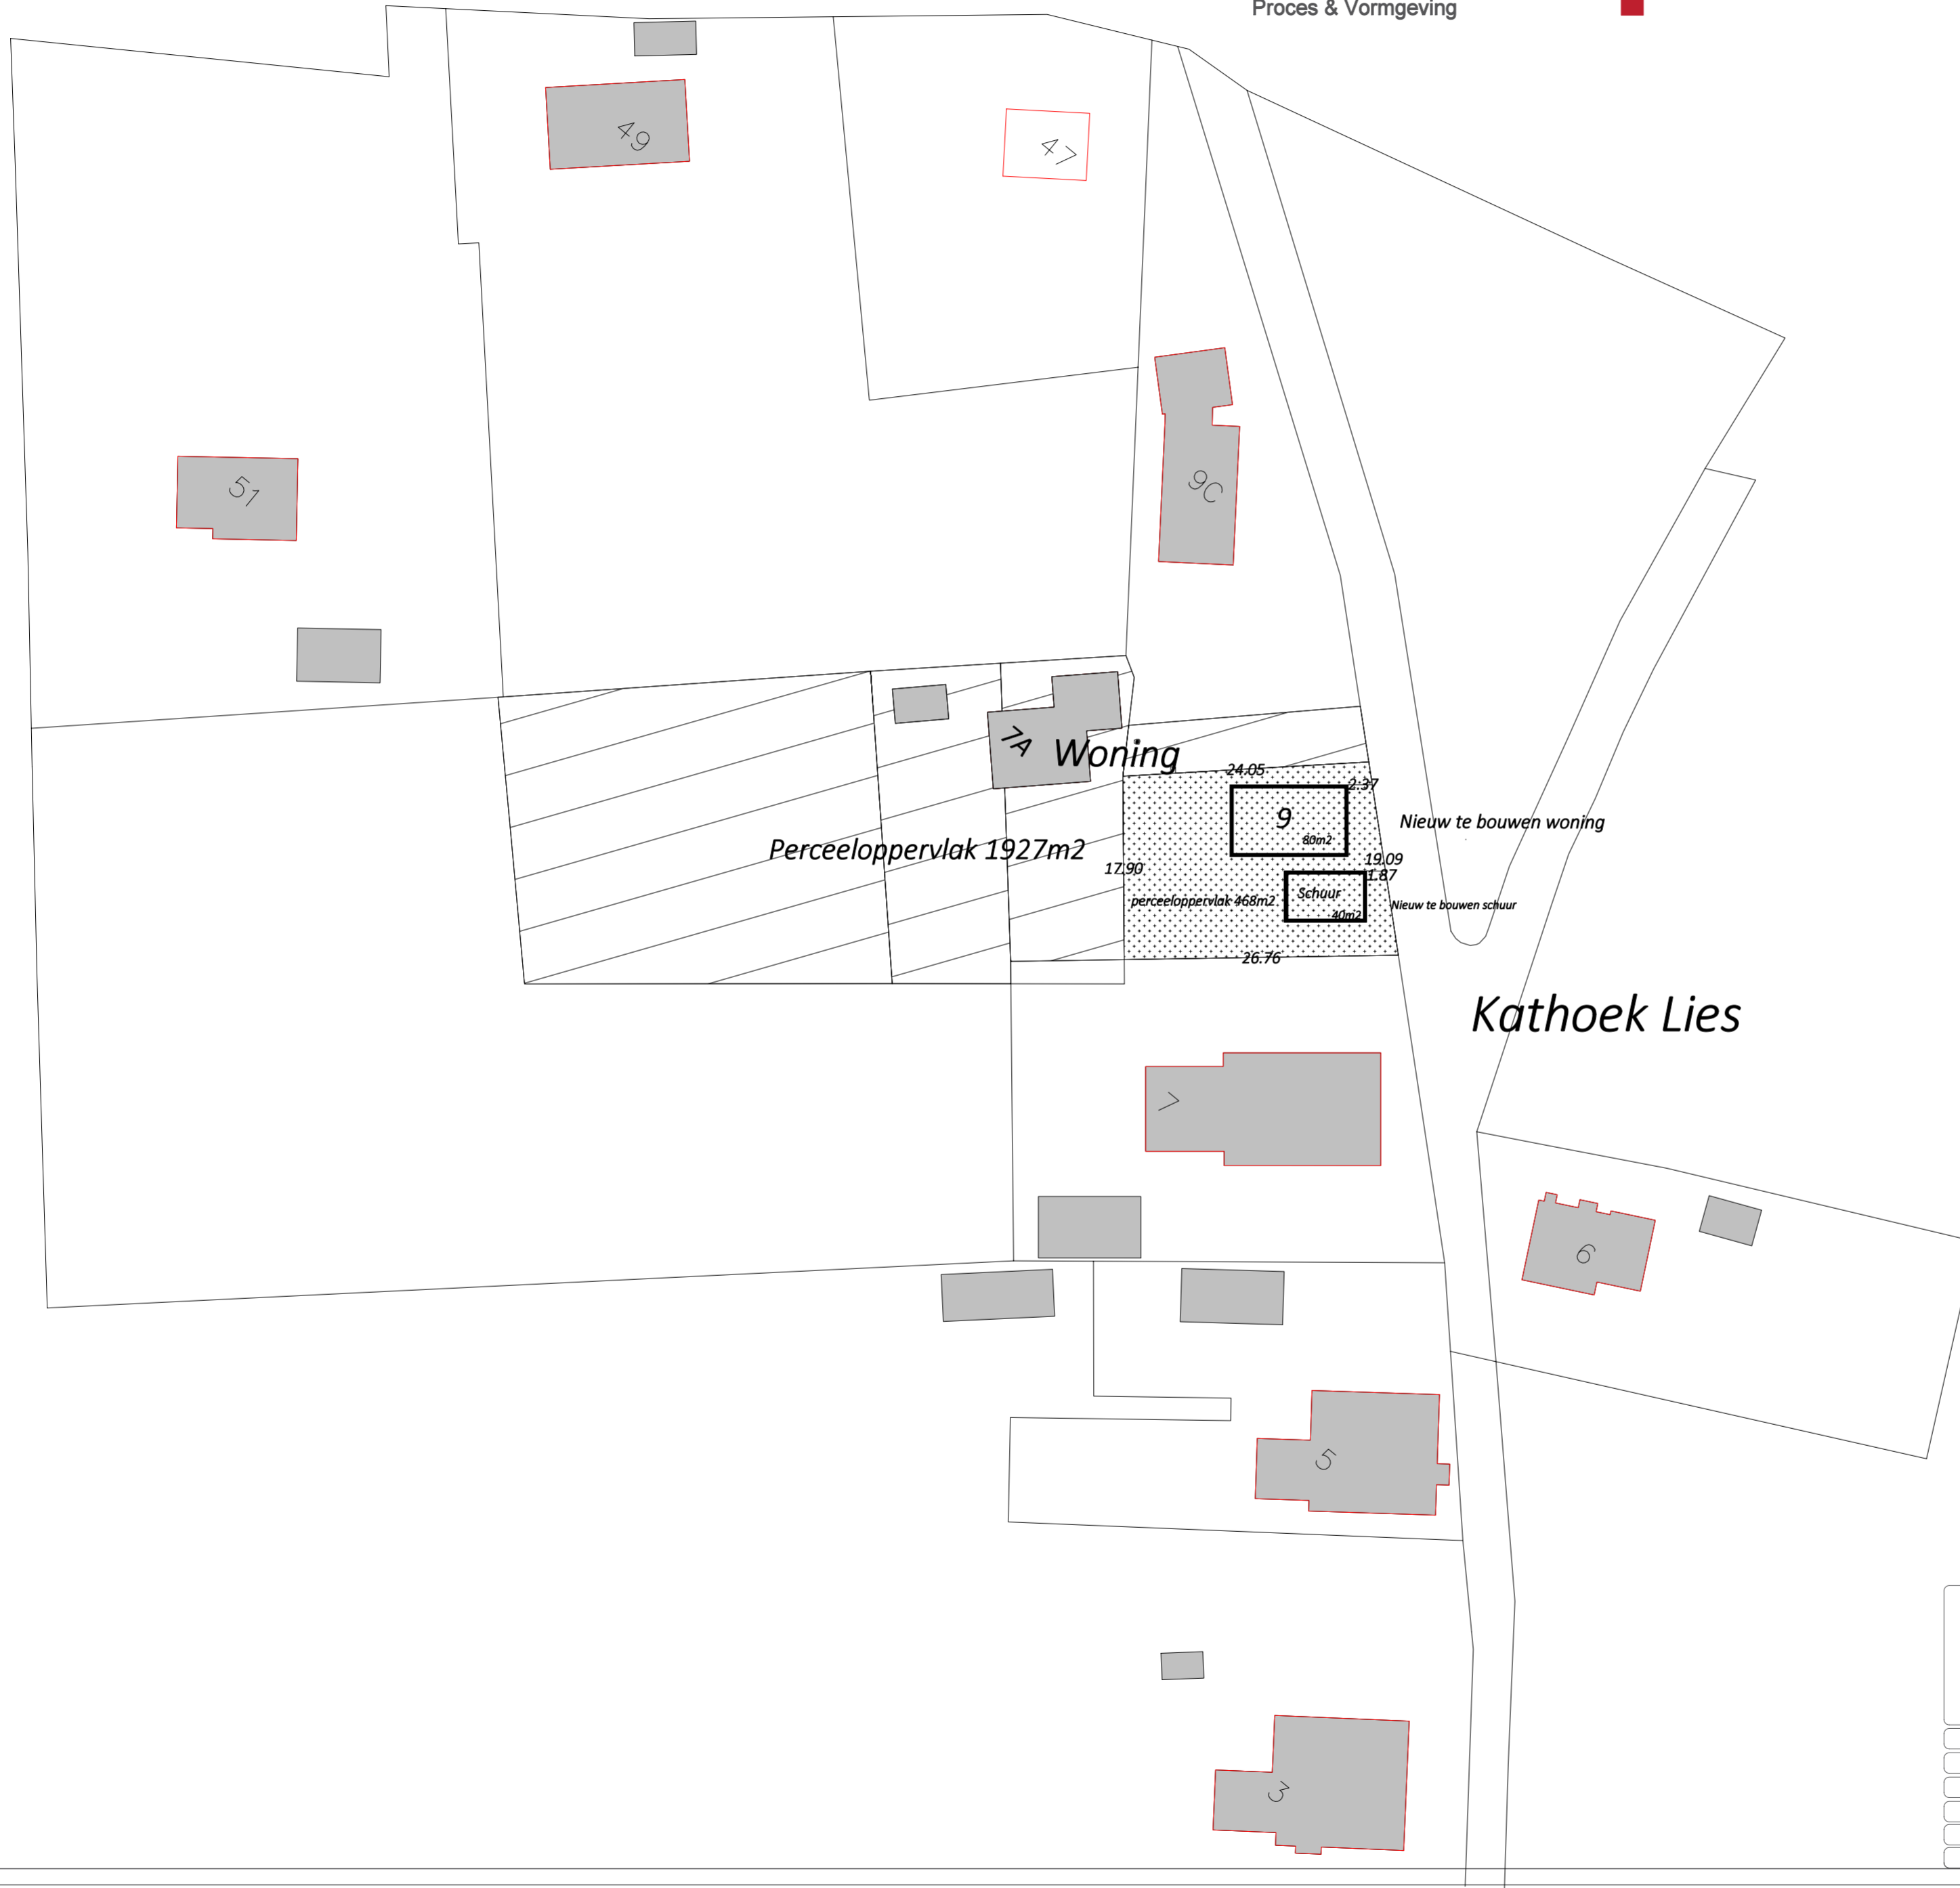 Proces & Vormgeving
49
47
51
9C
7A
Woning
24.05
2.37
9
80m2
Nieuw te bouwen woning
Perceeloppervlak 1927m2
17.90
19.09
1.87
Schuur
perceeloppervlak 468m2
40m2
Nieuw te bouwen schuur
26.76
Kathoek Lies
7
6
5
3